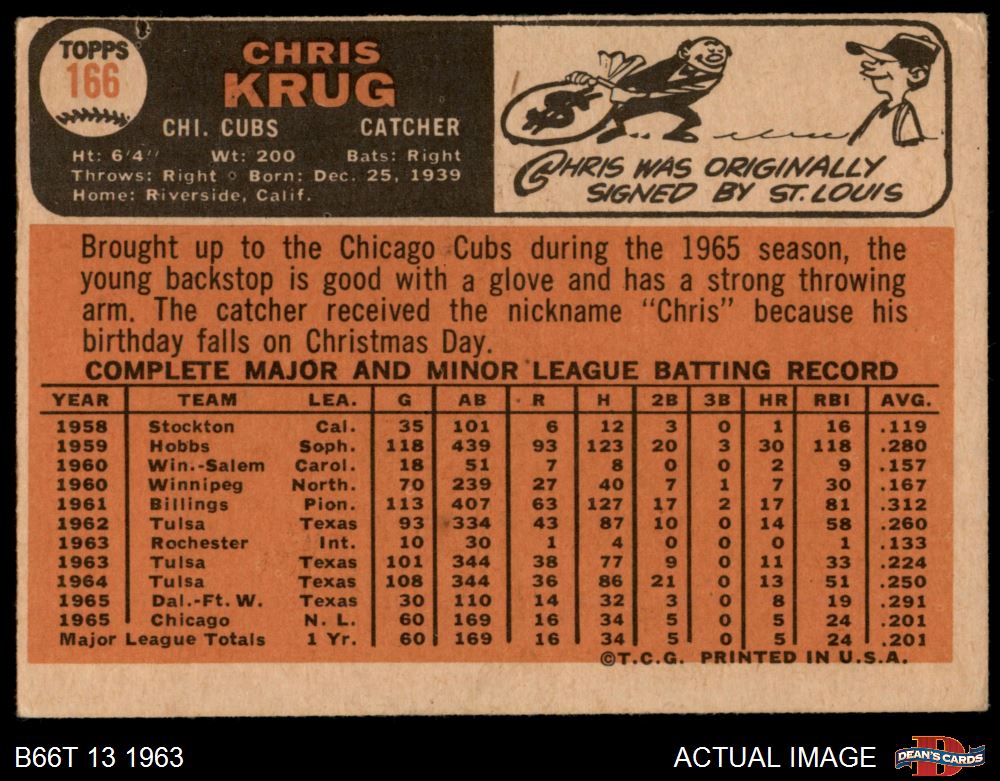 TOPPS
166
CHRIS
KRUG
CHI. CUBS CATCHER
Ht: 6'4" Wt: 200 Bats: Right
Throws: Right • Born: Dec. 25, 1939
Home: Riverside, Calif.
CHRIS WAS ORIGINALLY
SIGNED BY ST. LOUIS
Brought up to the Chicago Cubs during the 1965 season, the
young backstop is good with a glove and has a strong throwing
arm. The catcher received the nickname "Chris" because his
birthday falls on Christmas Day.
COMPLETE MAJOR AND MINOR LEAGUE BATTING RECORD
YEAR TEAM LEA. G AB R H 2B 3B HR RBI AVG.
1958 Stockton Cal. 35 101 6 12 3 0 1 16 .119
1959 Hobbs Soph. 118 439 93 123 20 3 30 118 .280
1960 Win.-Salem Carol. 18 51 7 8 0 0 2 9 .157
1960 Winnipeg North. 70 239 27 40 7 1 7 30 .167
1961 Billings Pion. 113 407 63 127 17 2 17 81 .312
1962 Tulsa Texas 93 334 43 87 10 0 14 58 .260
1963 Rochester Int. 10 30 1 4 0 0 0 1 .133
1963 Tulsa Texas 101 344 38 77 9 0 11 33 .224
1964 Tulsa Texas 108 344 36 86 21 0 13 51 .250
1965 Dal.-Ft. W. Texas 30 110 14 32 3 0 8 19 .291
1965 Chicago N. L. 60 169 16 34 5 0 5 24 .201
Major League Totals 1 Yr. 60 169 16 34 5 0 5 24 .201
©T.C.G. PRINTED IN U.S.A.
B66T 13 1963 ACTUAL IMAGE
D
DEAN'S CARDS